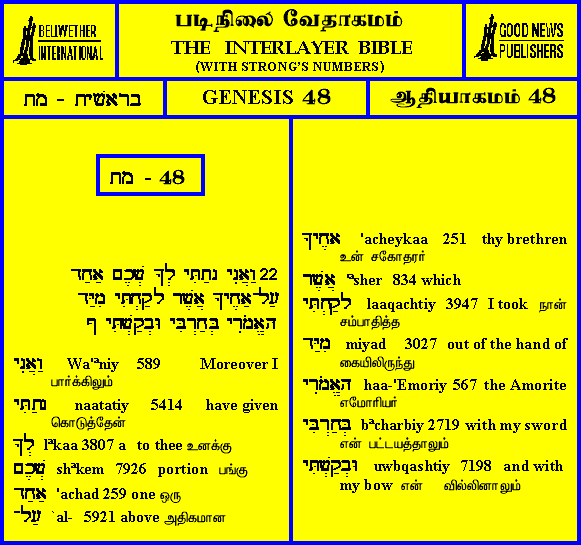 BELLWETHER
INTERNATIONAL
படிநிலை வேதாகமம்
THE INTERLAYER BIBLE
(WITH STRONG'S NUMBERS)
GOOD NEWS
PUBLISHERS
בראשית - מח
GENESIS 48
ஆதியாகமம் 48
מח - 48
22 וַאֲנִי נָתַתִּי לְךָ שְׁכֶם אַחַד
עַל־אַחֶיךָ אֲשֶׁר לָקַחְתִּי מִיַּד
הָאֱמֹרִי בְּחַרְבִּי וּבְקַשְׁתִּי׃ פ
וַאֲנִי Wa'ªniy 589 Moreover I
பார்க்கிலும்
נָתַתִּי naatatiy 5414 have given
கொடுத்தேன்
לְךָ lªkaa 3807 a to thee உனக்கு
שְׁכֶם shªkem 7926 portion பங்கு
אַחַד 'achad 259 one ஒரு
עַל־ `al- 5921 above அதிகமான
אַחֶיךָ 'acheykaa 251 thy brethren
உன் சகோதரர்
אֲשֶׁר ªsher 834 which
לָקַחְתִּי laaqachtiy 3947 I took நான்
சம்பாதித்த
מִיַּד miyad 3027 out of the hand of
கையிலிருந்து
הָאֱמֹרִי haa-'Emoriy 567 the Amorite
எமோரியர்
בְּחַרְבִּי bªcharbiy 2719 with my sword
என் பட்டயத்தாலும்
וּבְקַשְׁתִּי uwbqashtiy 7198 and with
my bow என் வில்லினாலும்